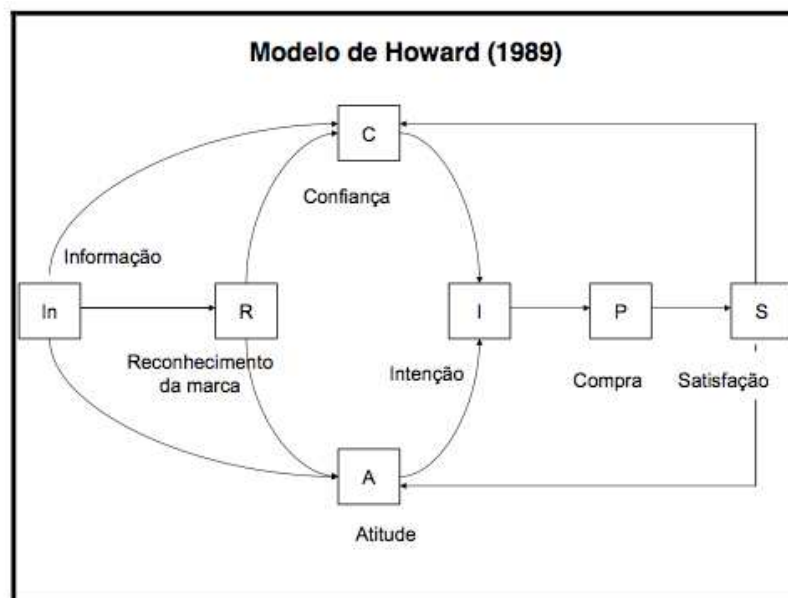 Modelo de Howard (1989)
C
Confiança
Informação
In
R
I
P
S
Reconhecimento
da marca
Intenção
Compra
Satisfação
A
Atitude